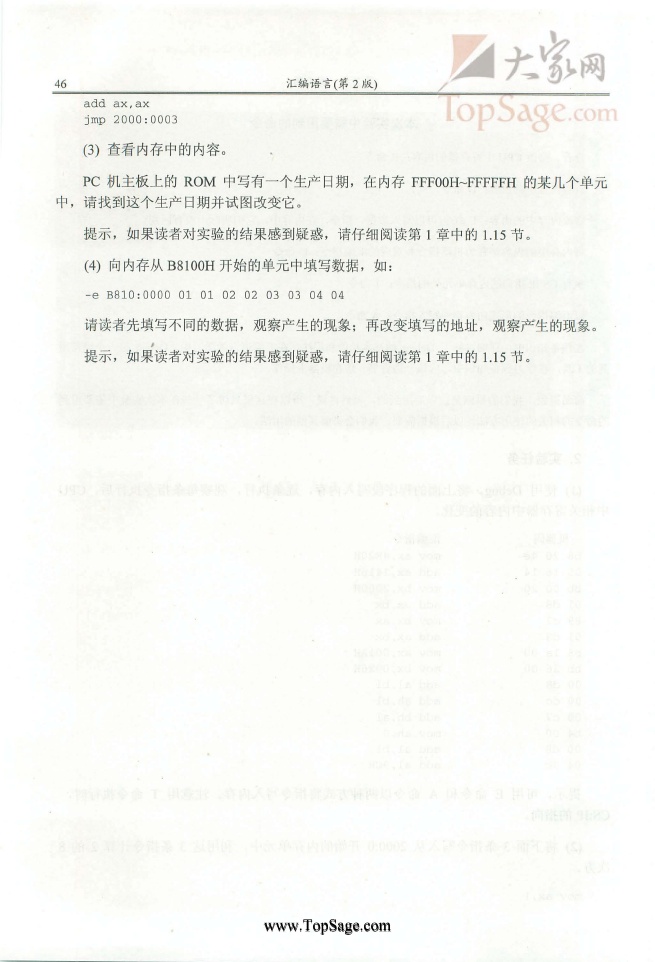 大家网
TopSage.com
46
汇编语言(第 2 版)
add ax,ax
jmp 2000:0003
(3) 查看内存中的内容。
PC 机主板上的 ROM 中写有一个生产日期，在内存 FFF00H~FFFFFH 的某几个单元
中，请找到这个生产日期并试图改变它。
提示，如果读者对实验的结果感到疑惑，请仔细阅读第 1 章中的 1.15 节。
(4) 向内存从 B8100H 开始的单元中填写数据，如：
-e B810:0000 01 01 02 02 03 03 04 04
请读者先填写不同的数据，观察产生的现象；再改变填写的地址，观察产生的现象。
提示，如果读者对实验的结果感到疑惑，请仔细阅读第 1 章中的 1.15 节。
www.TopSage.com